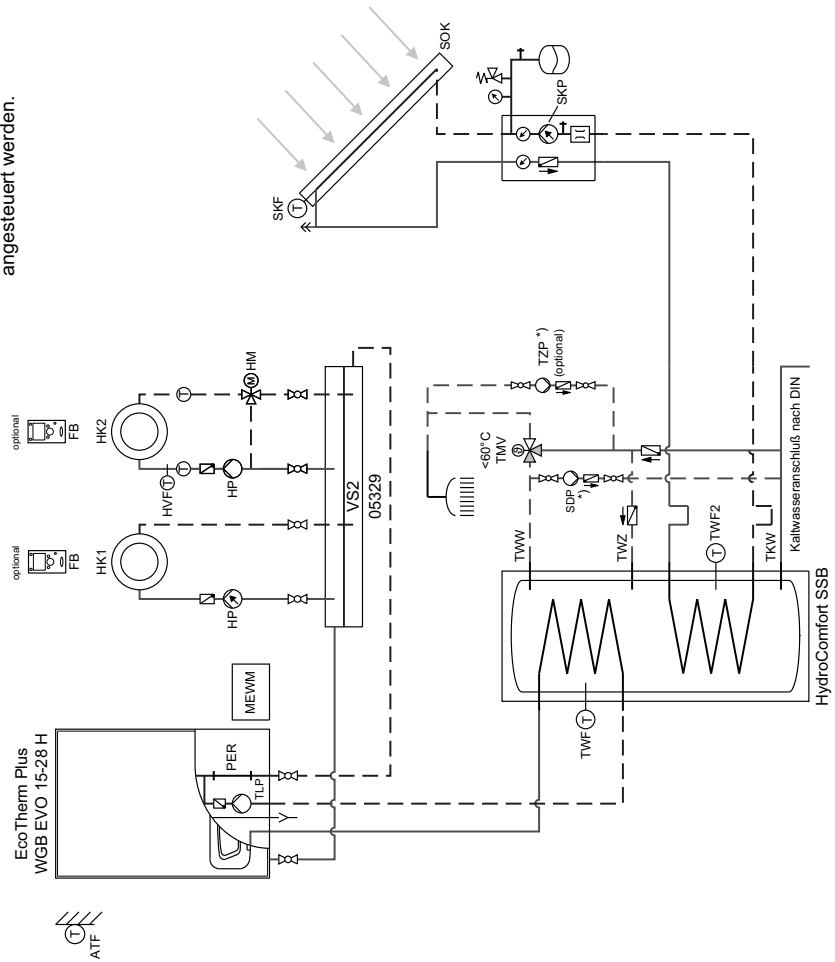 angesteuert werden.
EcoTherm Plus
WGB EVO 15-28 H
ATF
T
PER
TLP
MEWM
optional
FB
HK1
HP
optional
FB
HK2
HVF
T
T
T
HP
M
HM
VS2
05329
SKF
T
SOK
SKP
TWF
T
TWW
TWZ
T
TWF2
TKW
SDP
*)
<60°C
TMV
TZP *)
(optional)
Kaltwasseranschluß nach DIN
HydroComfort SSB